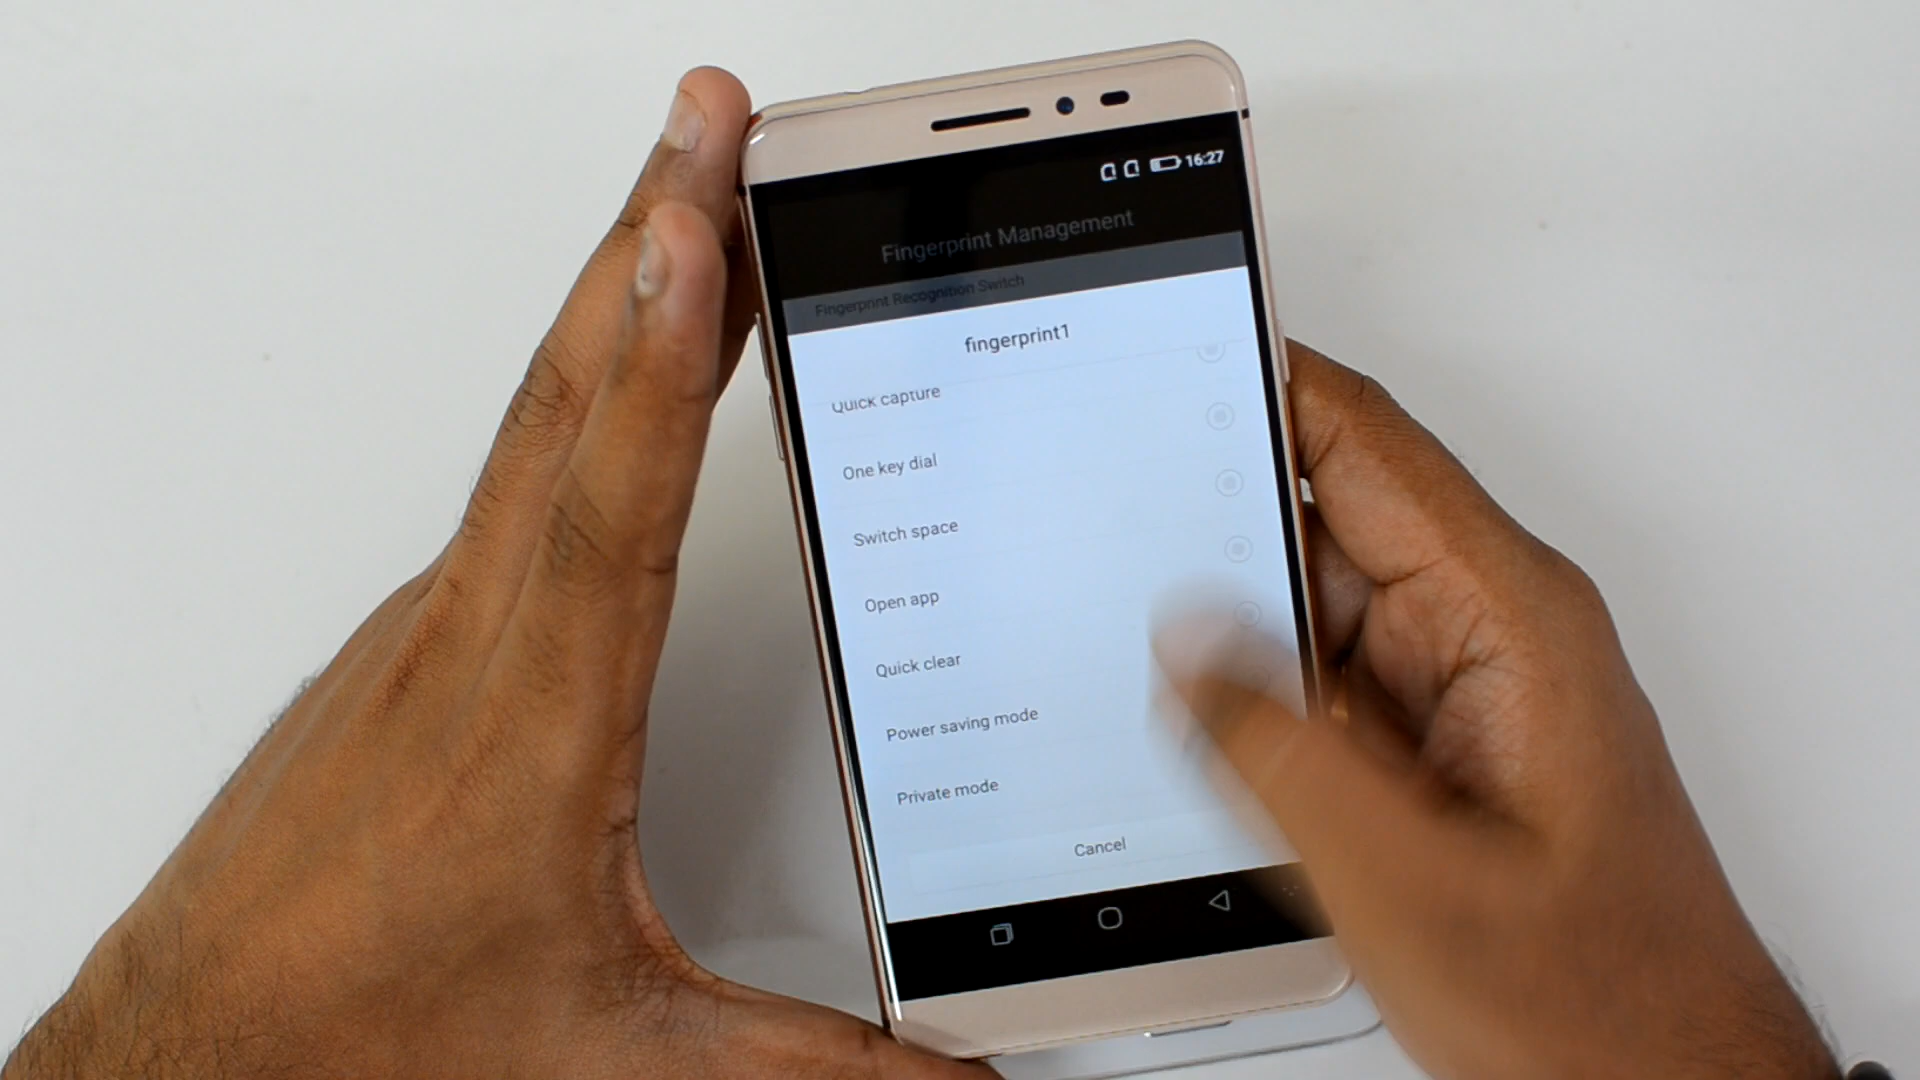 16:27
Fingerprint Management
Fingerprint Recognition Switch
fingerprint1
Quick capture
One key dial
Switch space
Open app
Quick clear
Power saving mode
Private mode
Cancel